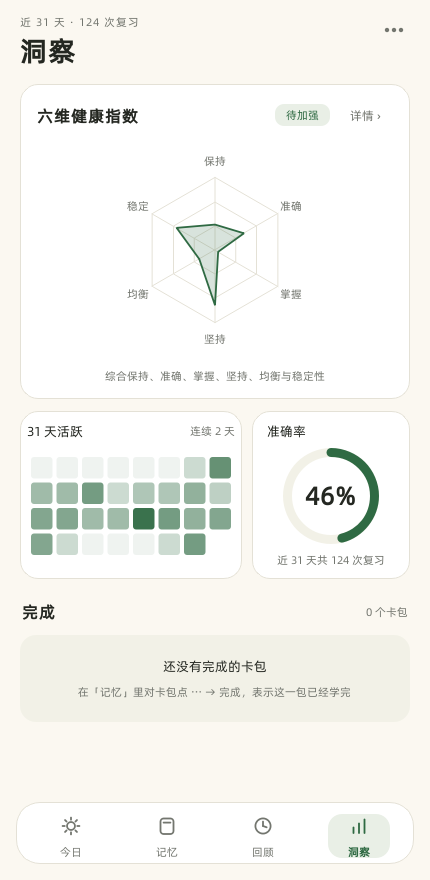 近 31 天 · 124 次复习
洞察
六维健康指数
待加强
详情 ›
保持
稳定
准确
均衡
掌握
坚持
综合保持、准确、掌握、坚持、均衡与稳定性
31 天活跃
连续 2 天
准确率
46%
近 31 天共 124 次复习
完成
0 个卡包
还没有完成的卡包
在「记忆」里对卡包点 ··· → 完成，表示这一包已经学完
今日
记忆
回顾
洞察